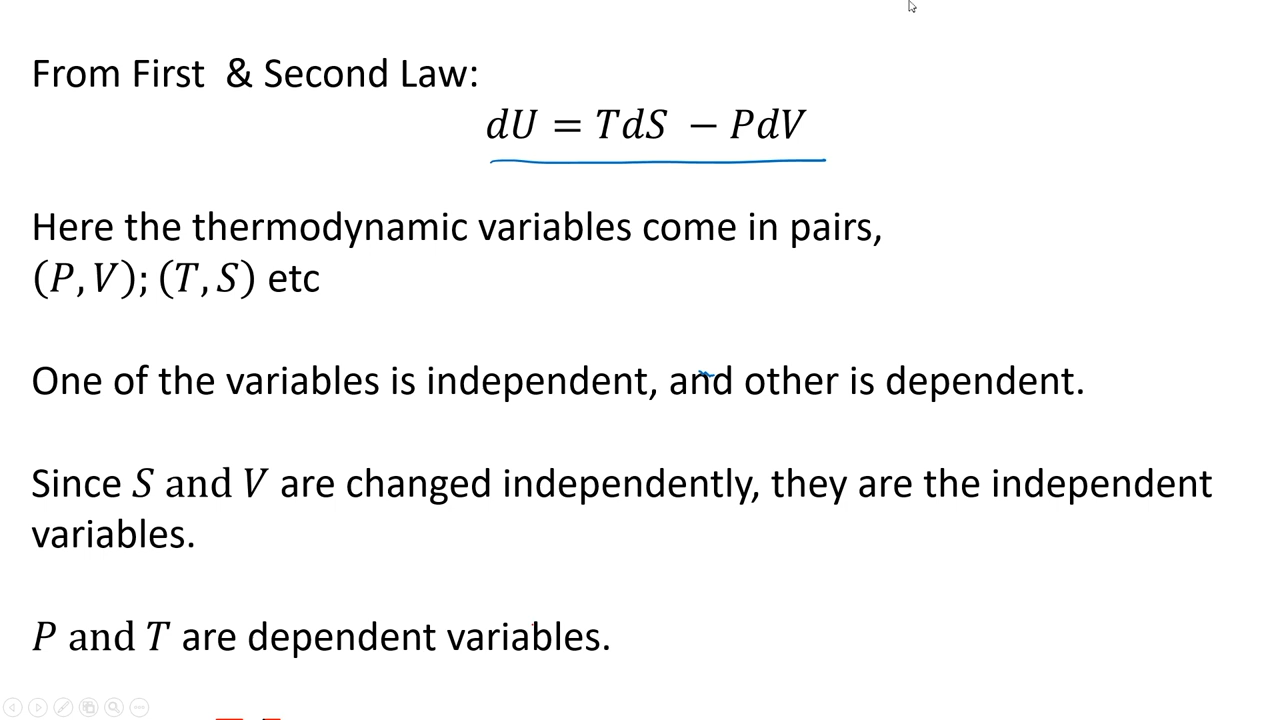 From First & Second Law:
dU = TdS − PdV
Here the thermodynamic variables come in pairs,
(P, V); (T, S) etc
One of the variables is independent, and other is dependent.
Since S and V are changed independently, they are the independent
variables.
P and T are dependent variables.